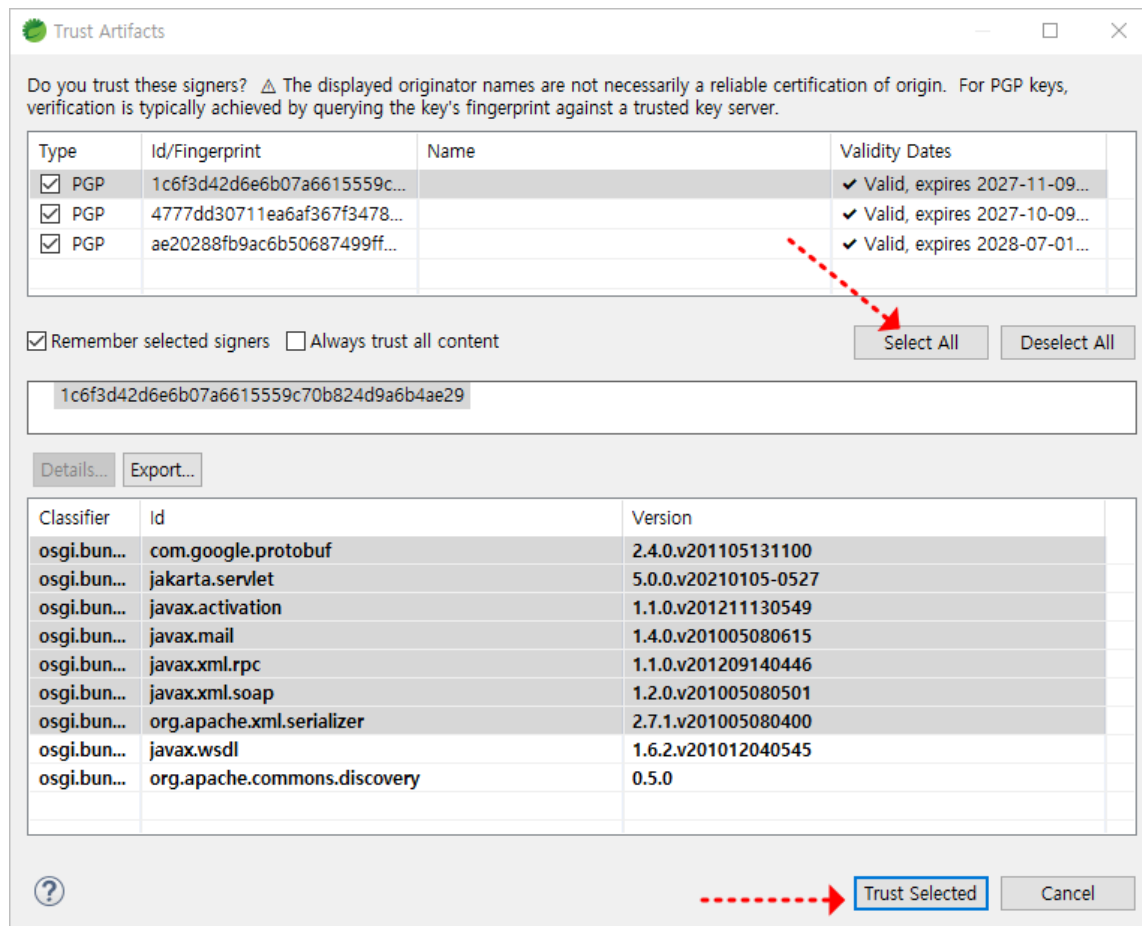 Trust Artifacts
Do you trust these signers? ⚠ The displayed originator names are not necessarily a reliable certification of origin. For PGP keys,
verification is typically achieved by querying the key's fingerprint against a trusted key server.
Type Id/Fingerprint Name Validity Dates
PGP 1c6f3d42d6e6b07a6615559c... ✔ Valid, expires 2027-11-09...
PGP 4777dd30711ea6af367f3478... ✔ Valid, expires 2027-10-09...
PGP ae20288fb9ac6b50687499ff... ✔ Valid, expires 2028-07-01...
Remember selected signers Always trust all content Select All Deselect All
1c6f3d42d6e6b07a6615559c70b824d9a6b4ae29
Details... Export...
Classifier Id Version
osgi.bun... com.google.protobuf 2.4.0.v201105131100
osgi.bun... jakarta.servlet 5.0.0.v20210105-0527
osgi.bun... javax.activation 1.1.0.v201211130549
osgi.bun... javax.mail 1.4.0.v201005080615
osgi.bun... javax.xml.rpc 1.1.0.v201209140446
osgi.bun... javax.xml.soap 1.2.0.v201005080501
osgi.bun... org.apache.xml.serializer 2.7.1.v201005080400
osgi.bun... javax.wsdl 1.6.2.v201012040545
osgi.bun... org.apache.commons.discovery 0.5.0
? Trust Selected Cancel